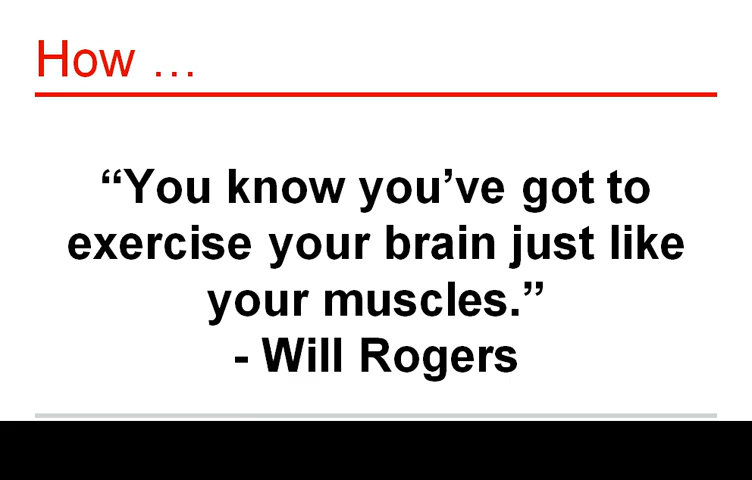 How …
“You know you’ve got to
exercise your brain just like
your muscles.”
- Will Rogers